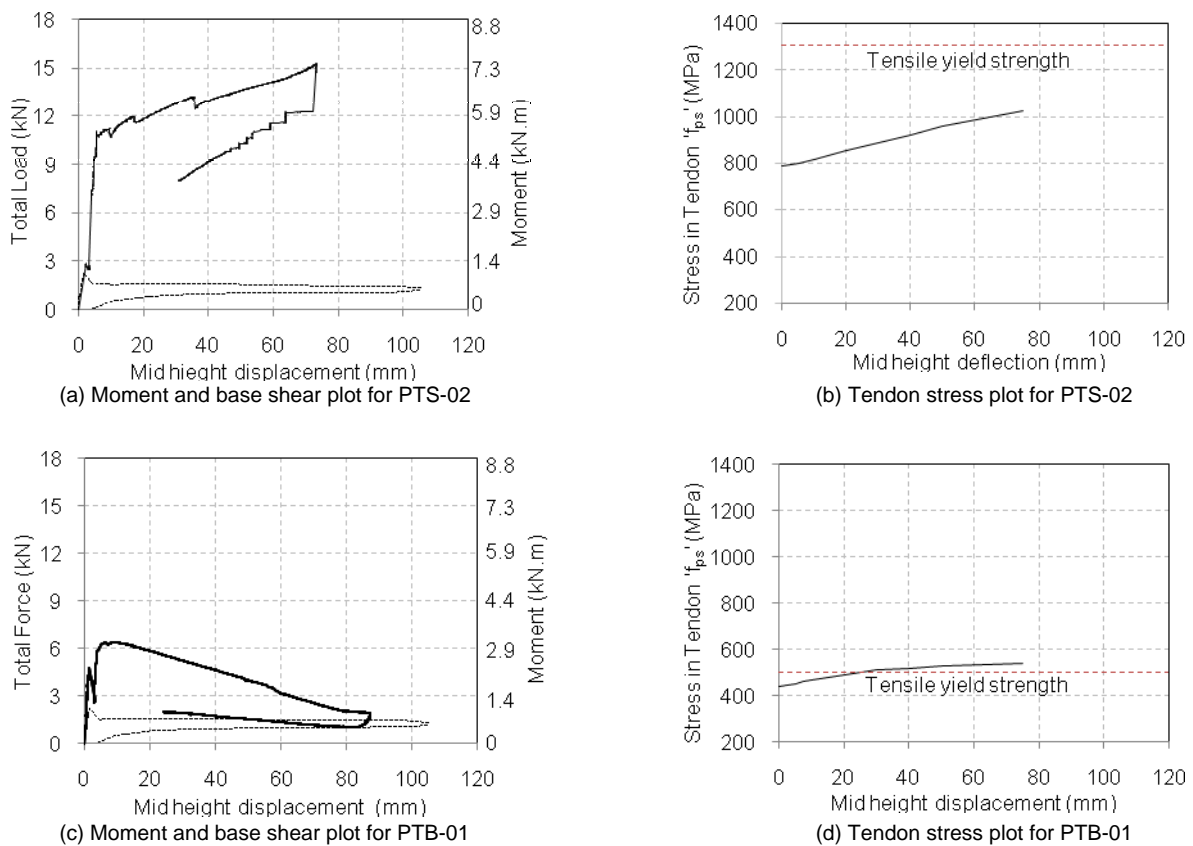 18
15
12
9
6
3
0
Total Load (kN)
8.8
7.3
5.9
4.4
2.9
1.4
0
Moment (kN.m)
0 20 40 60 80 100 120
Mid hieght displacement (mm)
(a) Moment and base shear plot for PTS-02
1400
1200
1000
800
600
400
200
Stress in Tendon 'fps' (MPa)
Tensile yield strength
0 20 40 60 80 100 120
Mid height deflection (mm)
(b) Tendon stress plot for PTS-02
18
15
12
9
6
3
0
Total Force (kN)
8.8
7.3
5.9
4.4
2.9
1.4
0
Moment (kN.m)
0 20 40 60 80 100 120
Mid height displacement (mm)
(c) Moment and base shear plot for PTB-01
1400
1200
1000
800
600
400
200
Stress in Tendon 'fps' (MPa)
Tensile yield strength
0 20 40 60 80 100 120
Mid height displacement (mm)
(d) Tendon stress plot for PTB-01